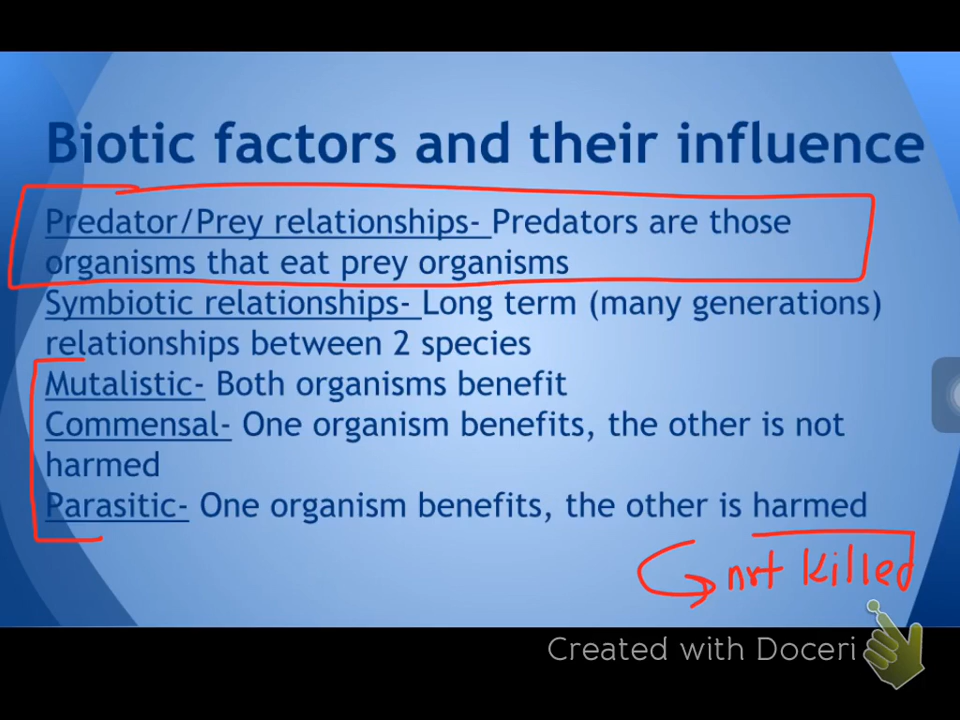 Biotic factors and their influence
Predator/Prey relationships- Predators are those
organisms that eat prey organisms
Symbiotic relationships- Long term (many generations)
relationships between 2 species
Mutalistic- Both organisms benefit
Commensal- One organism benefits, the other is not
harmed
Parasitic- One organism benefits, the other is harmed
not killed
Created with Doceri